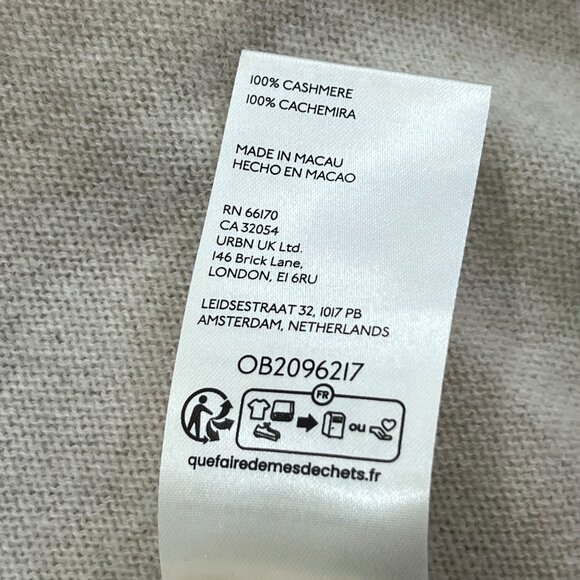 100% CASHMERE
100% CACHEMIRA
MADE IN MACAU
HECHO EN MACAO
RN 66170
CA 32054
URBN UK Ltd.
146 Brick Lane,
LONDON, E1 6RU
LEIDSESTRAAT 32, 1017 PB
AMSTERDAM, NETHERLANDS
OB2096217
FR
ou
quefairedemesdechets.fr